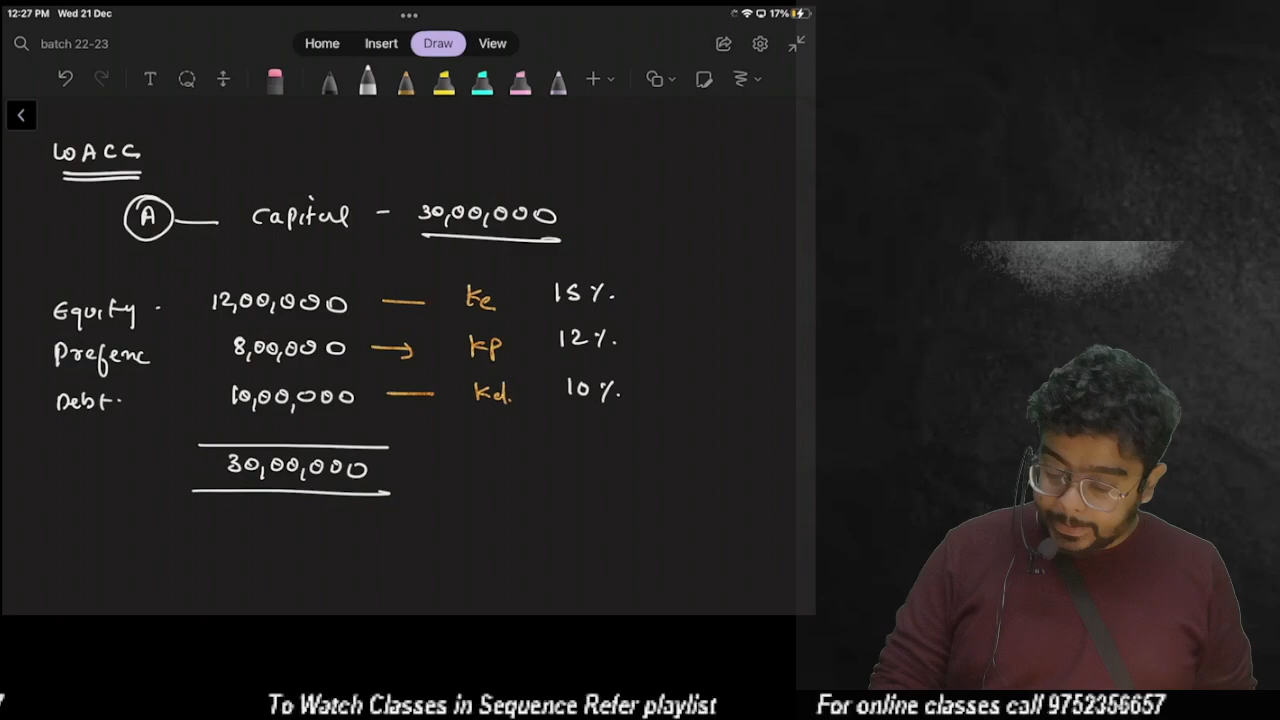 12:27 PM Wed 21 Dec
17%
batch 22-23
Home Insert Draw View
WACC
A — Capital - 30,00,000
Equity - 12,00,000 — Ke 15%.
Prefenc 8,00,000 → Kp 12%.
Debt. 10,00,000 — Kd. 10%.
30,00,000
7 To Watch Classes in Sequence Refer playlist For online classes call 9752356657